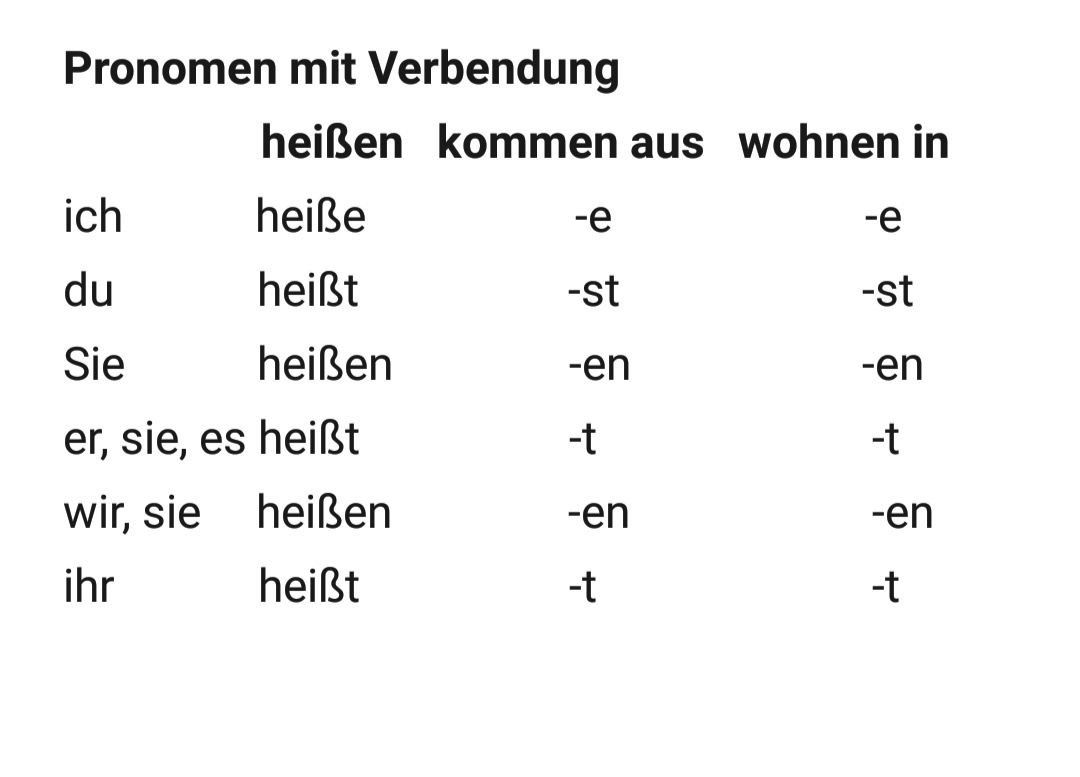 Pronomen mit Verbendung
heißen kommen aus wohnen in
ich heiße -e -e
du heißt -st -st
Sie heißen -en -en
er, sie, es heißt -t -t
wir, sie heißen -en -en
ihr heißt -t -t